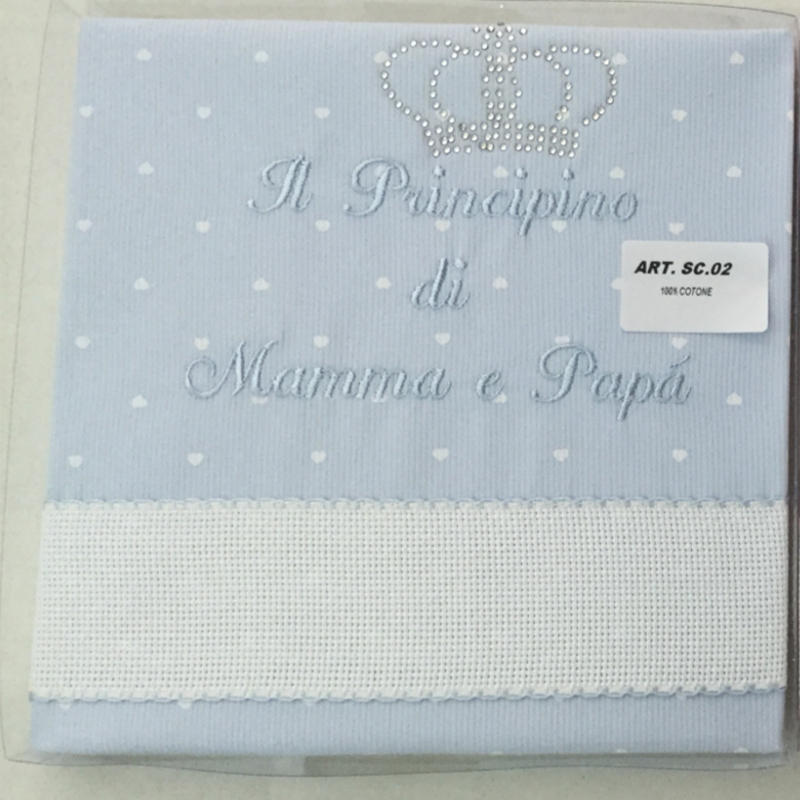 Il Principino
di
Mamma e Papá
ART. SC.02
100% COTONE